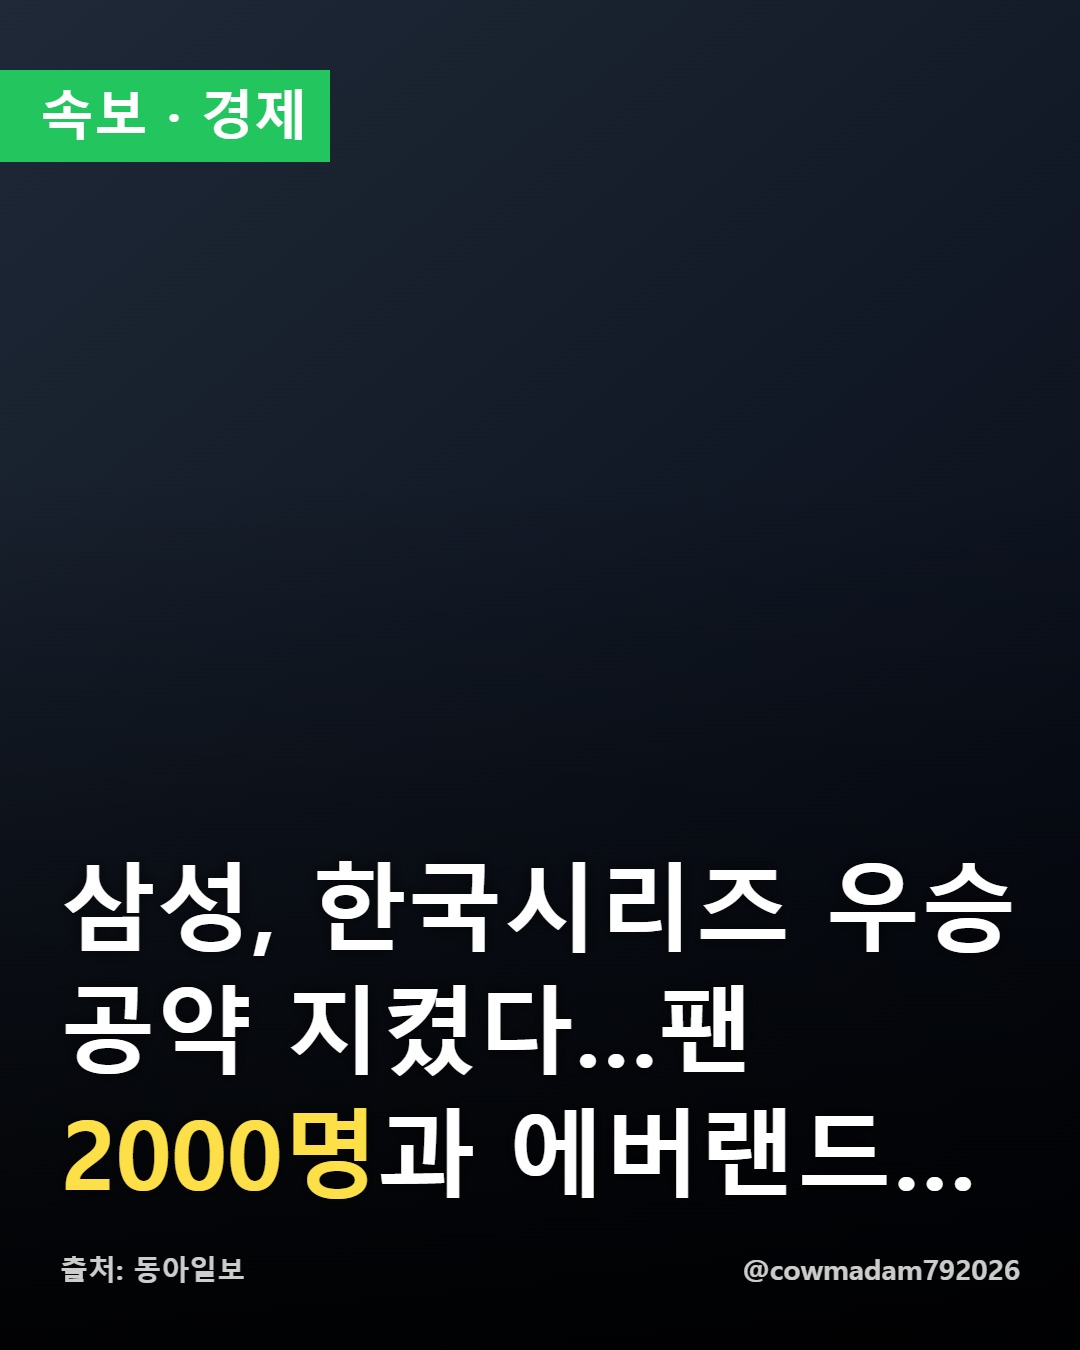 속보 · 경제
삼성, 한국시리즈 우승
공약 지켰다…팬
2000명과 에버랜드…
출처: 동아일보
@cowmadam792026